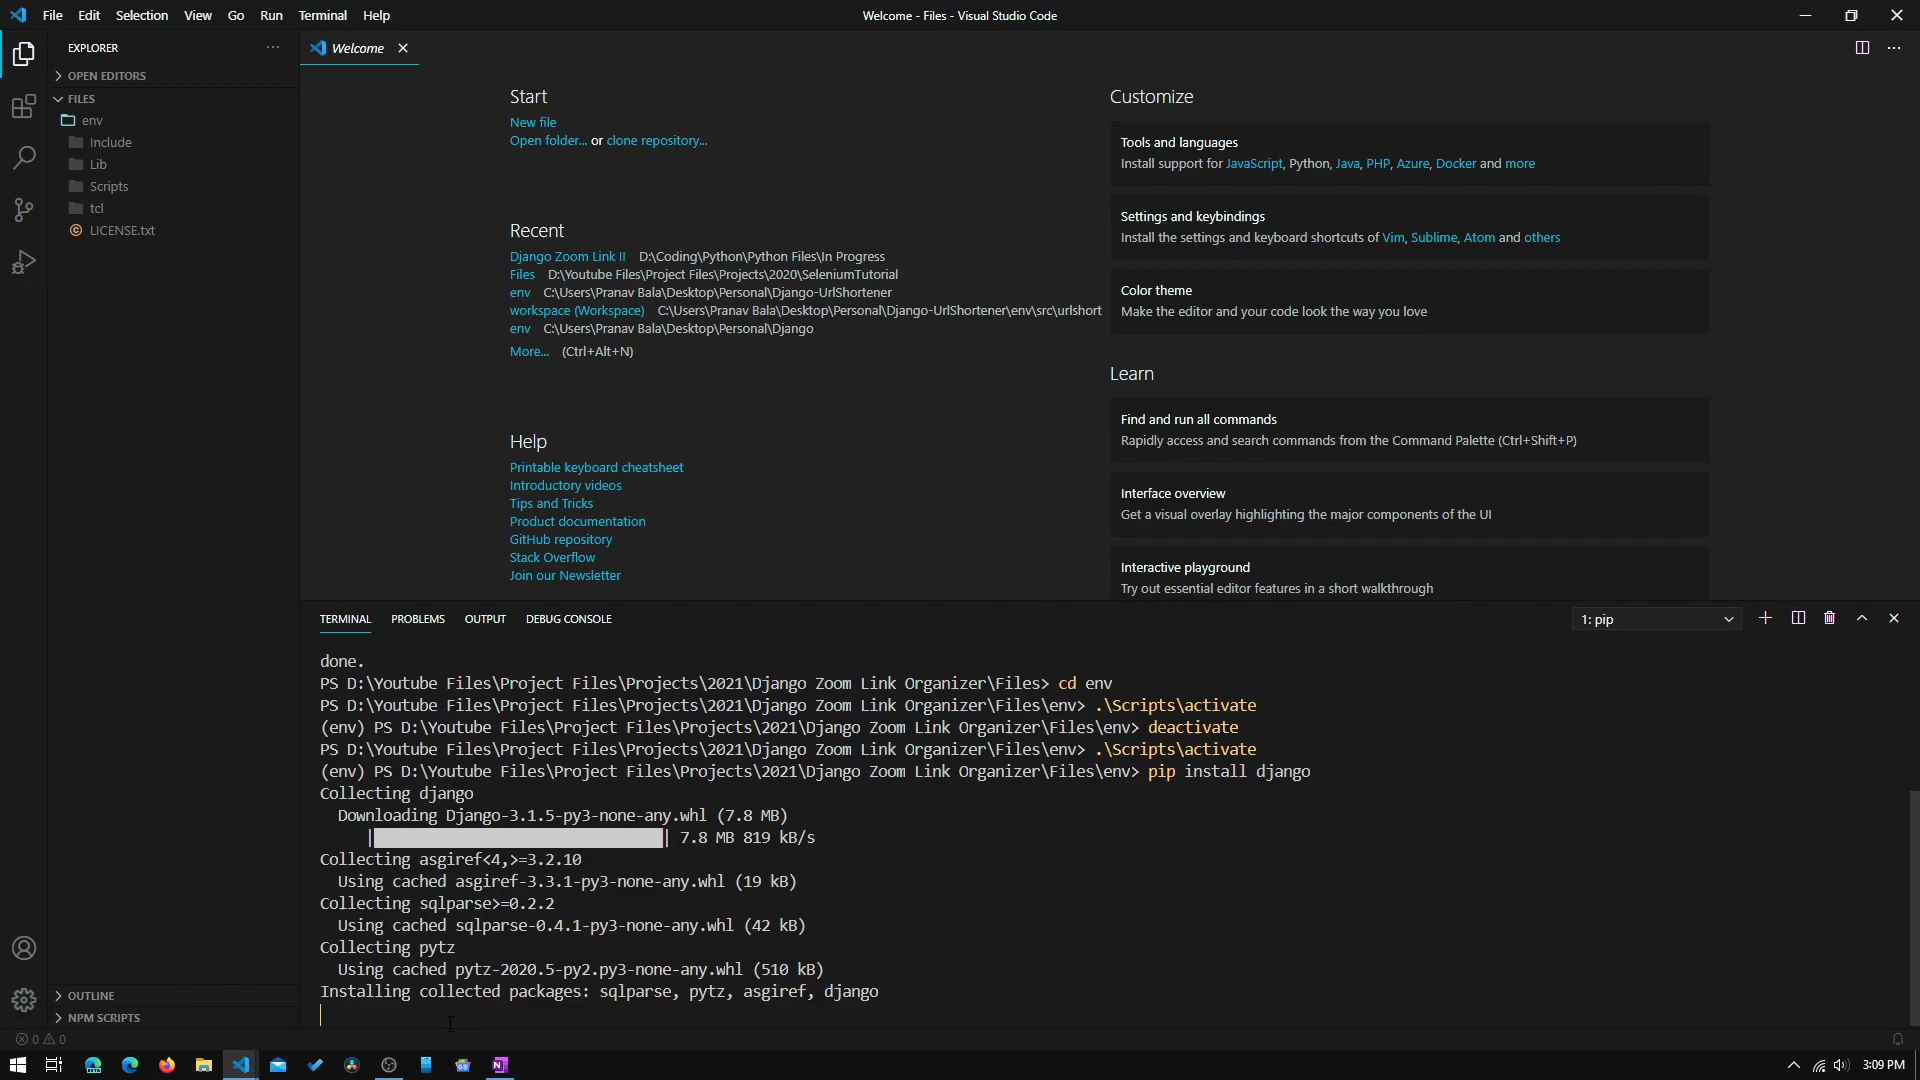 File Edit Selection View Go Run Terminal Help
Welcome - Files - Visual Studio Code
EXPLORER
OPEN EDITORS
FILES
env
Include
Lib
Scripts
tcl
LICENSE.txt
OUTLINE
NPM SCRIPTS
Welcome
Start
New file
Open folder... or clone repository...
Recent
Django Zoom Link II D:\Coding\Python\Python Files\In Progress
Files D:\Youtube Files\Project Files\Projects\2020\SeleniumTutorial
env C:\Users\Pranav Bala\Desktop\Personal\Django-UrlShortener
workspace (Workspace) C:\Users\Pranav Bala\Desktop\Personal\Django-UrlShortener\env\src\urlshort
env C:\Users\Pranav Bala\Desktop\Personal\Django
More... (Ctrl+Alt+N)
Help
Printable keyboard cheatsheet
Introductory videos
Tips and Tricks
Product documentation
GitHub repository
Stack Overflow
Join our Newsletter
Customize
Tools and languages
Install support for JavaScript, Python, Java, PHP, Azure, Docker and more
Settings and keybindings
Install the settings and keyboard shortcuts of Vim, Sublime, Atom and others
Color theme
Make the editor and your code look the way you love
Learn
Find and run all commands
Rapidly access and search commands from the Command Palette (Ctrl+Shift+P)
Interface overview
Get a visual overlay highlighting the major components of the UI
Interactive playground
Try out essential editor features in a short walkthrough
TERMINAL PROBLEMS OUTPUT DEBUG CONSOLE
1: pip
done.
PS D:\Youtube Files\Project Files\Projects\2021\Django Zoom Link Organizer\Files> cd env
PS D:\Youtube Files\Project Files\Projects\2021\Django Zoom Link Organizer\Files\env> .\Scripts\activate
(env) PS D:\Youtube Files\Project Files\Projects\2021\Django Zoom Link Organizer\Files\env> deactivate
PS D:\Youtube Files\Project Files\Projects\2021\Django Zoom Link Organizer\Files\env> .\Scripts\activate
(env) PS D:\Youtube Files\Project Files\Projects\2021\Django Zoom Link Organizer\Files\env> pip install django
Collecting django
Downloading Django-3.1.5-py3-none-any.whl (7.8 MB)
| | 7.8 MB 819 kB/s
Collecting asgiref<4,>=3.2.10
Using cached asgiref-3.3.1-py3-none-any.whl (19 kB)
Collecting sqlparse>=0.2.2
Using cached sqlparse-0.4.1-py3-none-any.whl (42 kB)
Collecting pytz
Using cached pytz-2020.5-py2.py3-none-any.whl (510 kB)
Installing collected packages: sqlparse, pytz, asgiref, django
0 0
3:09 PM